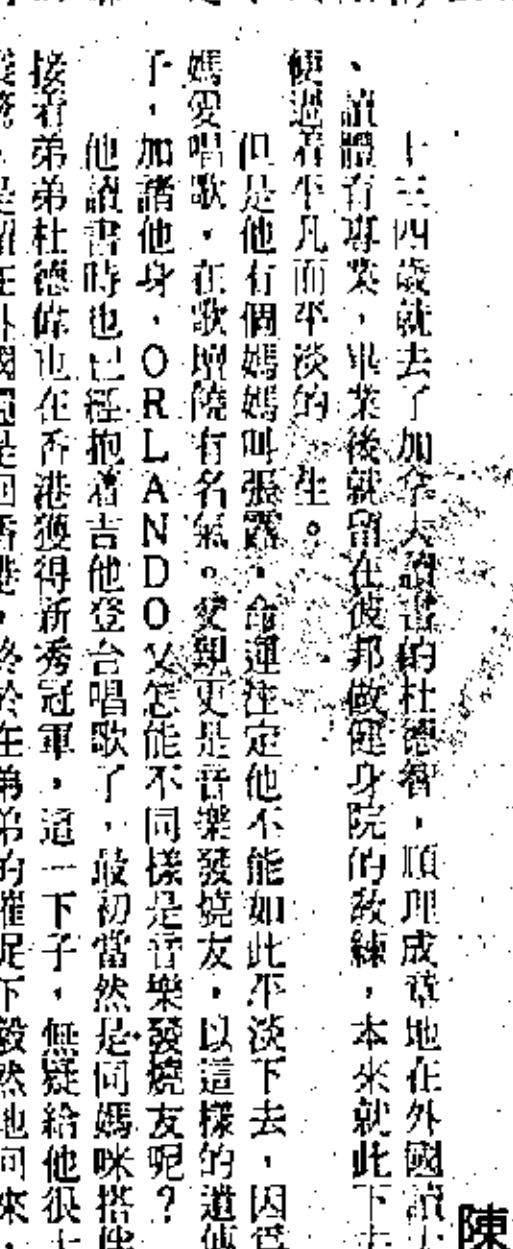 陳
十三四歲就去了加拿大讀書的杜德智，順理成章地在外國讀
、讀體育專業，畢業後就留在彼邦做健身院的教練，本來就此下去
便過着平凡而平淡的一生。
但是他有個媽媽叫張露，命運注定他不能如此平淡下去，因爲
媽愛唱歌，在歌壇饒有名氣。父親更是音樂發燒友，以這樣的遺傳
子，加諸他身，ORLANDO又怎能不同樣是音樂發燒友呢？
他讀書時也已經抱着吉他登台唱歌了，最初當然是同媽咪搭
接着弟弟杜德偉也在香港獲得新秀冠軍，這一下子，無疑給他很
是留在外國還是回香港，終於在弟弟的催促下毅然地回來，